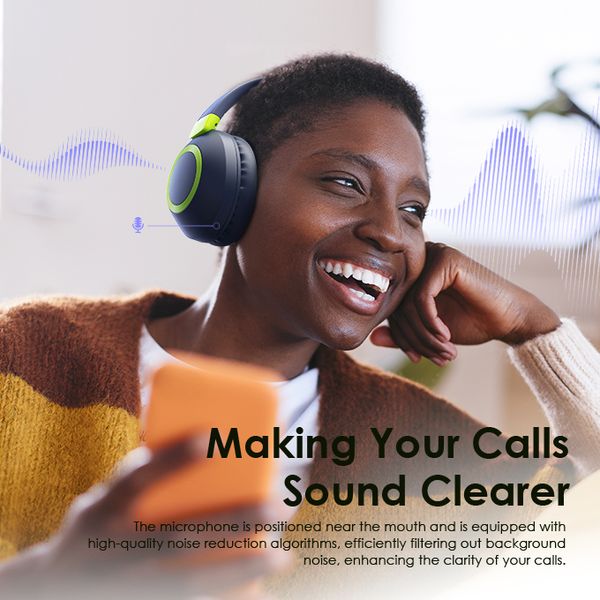 Making Your Calls
Sound Clearer
The microphone is positioned near the mouth and is equipped with
high-quality noise reduction algorithms, efficiently filtering out background
noise, enhancing the clarity of your calls.